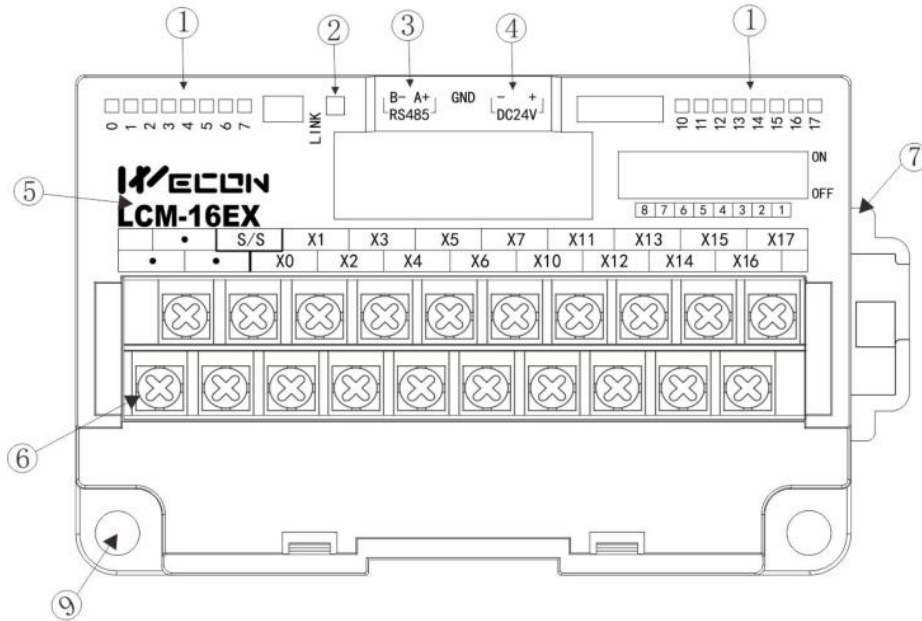 ① ② ③ ④ ①
B- A+ GND - +
RS485 DC24V
LINK
0 1 2 3 4 5 6 7
10 11 12 13 14 15 16 17
ON
OFF
⑦
8 7 6 5 4 3 2 1
WECON
⑤
LCM-16EX
• S/S X1 X3 X5 X7 X11 X13 X15 X17
• • X0 X2 X4 X6 X10 X12 X14 X16
⑥
⑨